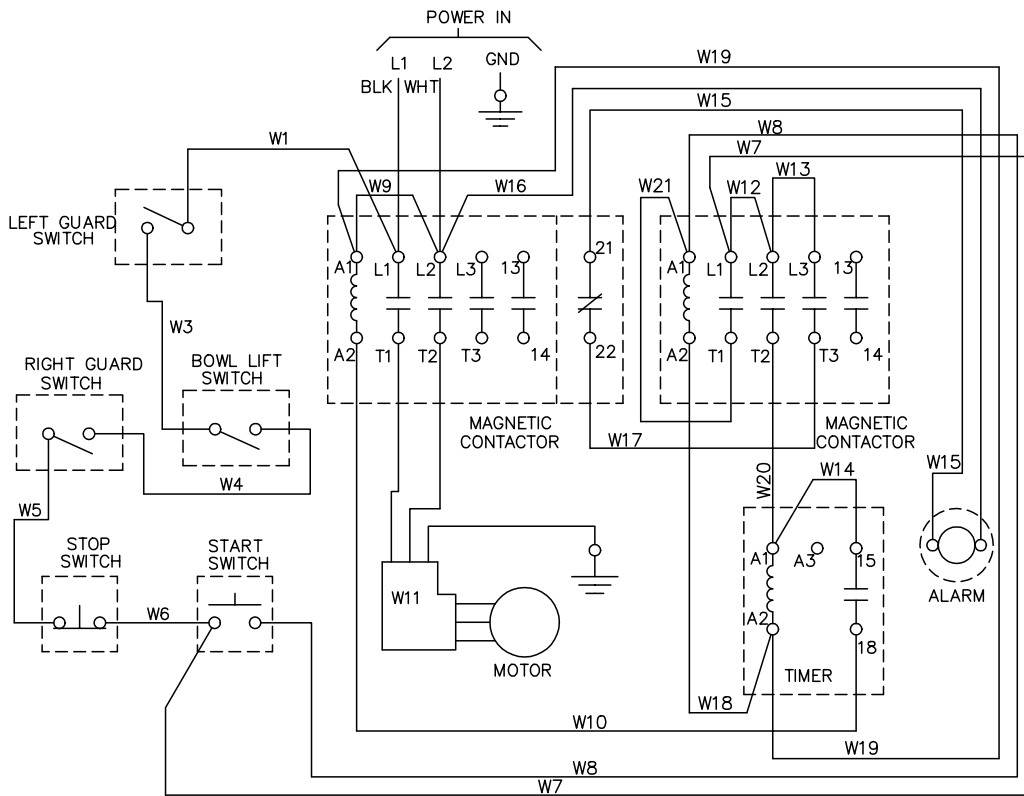 POWER IN
L1 L2 GND
BLK WHT
W19
W15
W8
W7
W1
W9 W16 W21 W12 W13
LEFT GUARD
SWITCH
A1 L1 L2 L3 13 21 A1 L1 L2 L3 13
W3
A2 T1 T2 T3 14 22 A2 T1 T2 T3 14
RIGHT GUARD
SWITCH
BOWL LIFT
SWITCH
MAGNETIC
CONTACTOR
W17
MAGNETIC
CONTACTOR
W4
W20
W14
W15
W5
STOP
SWITCH
START
SWITCH
A1 A3 15
W11
ALARM
W6
A2 18
MOTOR
TIMER
W18
W10
W19
W8
W7